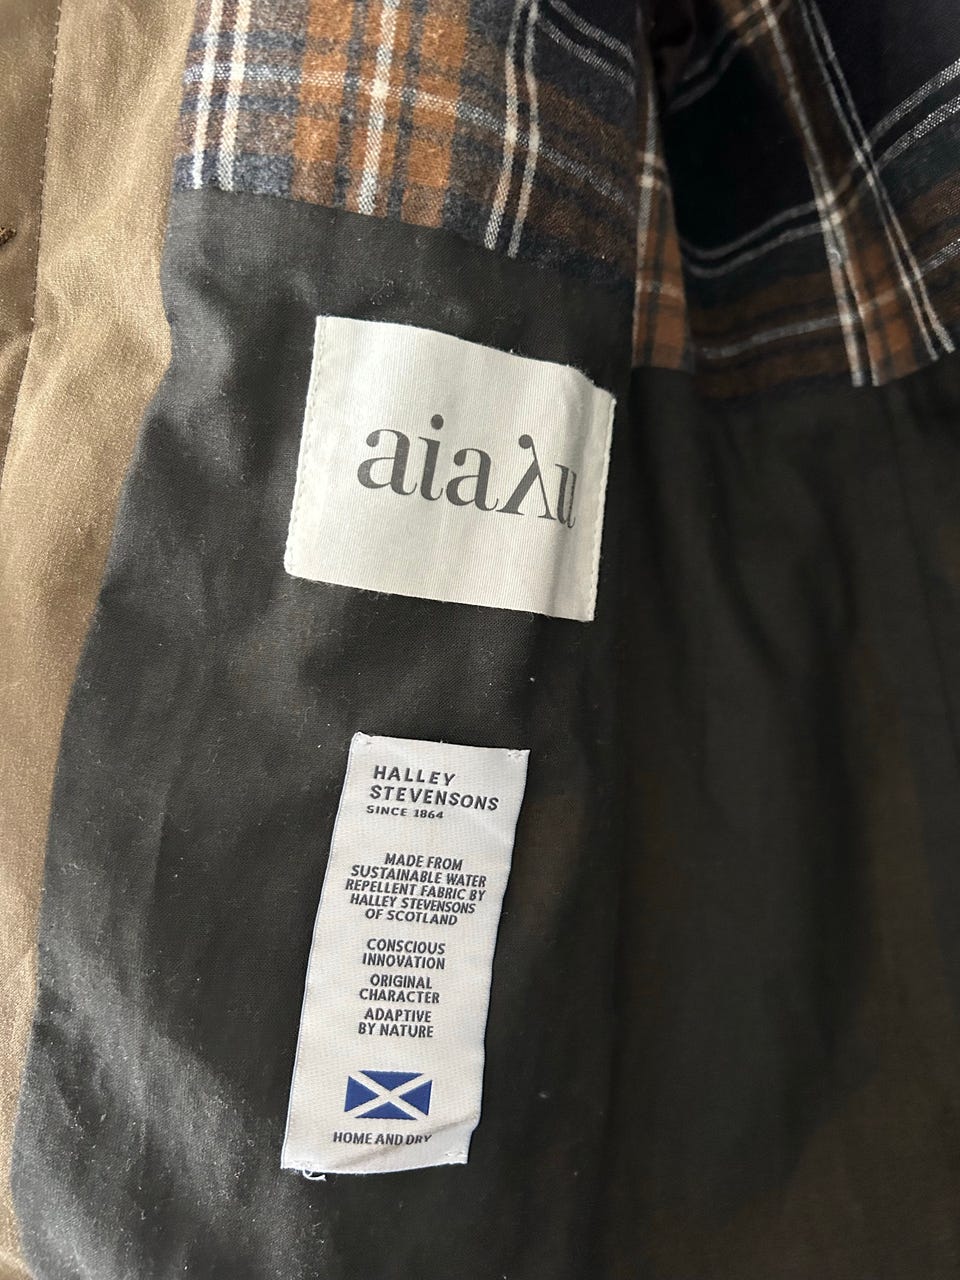 aiaλu
HALLEY
STEVENSONS
SINCE 1864
MADE FROM
SUSTAINABLE WATER
REPELLENT FABRIC BY
HALLEY STEVENSONS
OF SCOTLAND
CONSCIOUS
INNOVATION
ORIGINAL
CHARACTER
ADAPTIVE
BY NATURE
HOME AND DRY